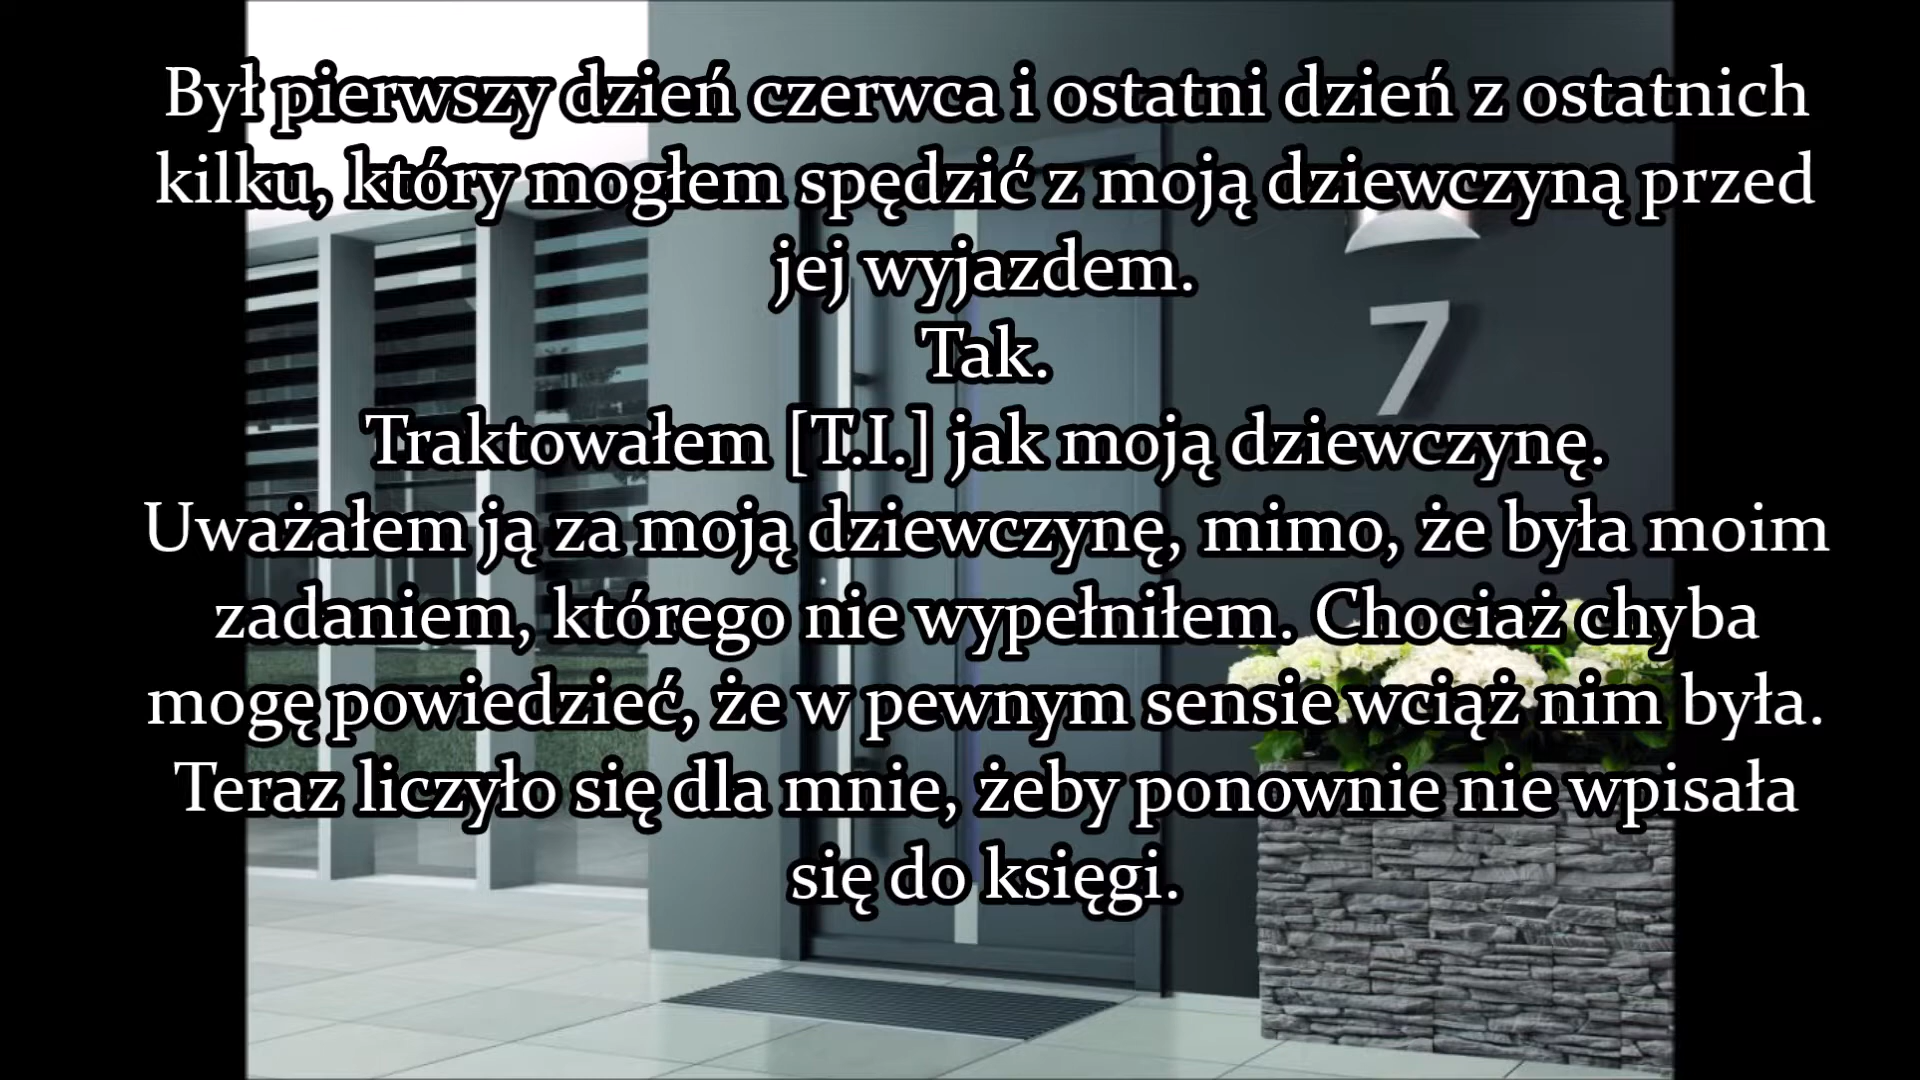 Był pierwszy dzień czerwca i ostatni dzień z ostatnich
kilku, który mogłem spędzić z moją dziewczyną przed
jej wyjazdem.
Tak.
7
Traktowałem [T.I.] jak moją dziewczynę.
Uważałem ją za moją dziewczynę, mimo, że była moim
zadaniem, którego nie wypełniłem. Chociaż chyba
mogę powiedzieć, że w pewnym sensie wciąż nim była.
Teraz liczyło się dla mnie, żeby ponownie nie wpisała
się do księgi.